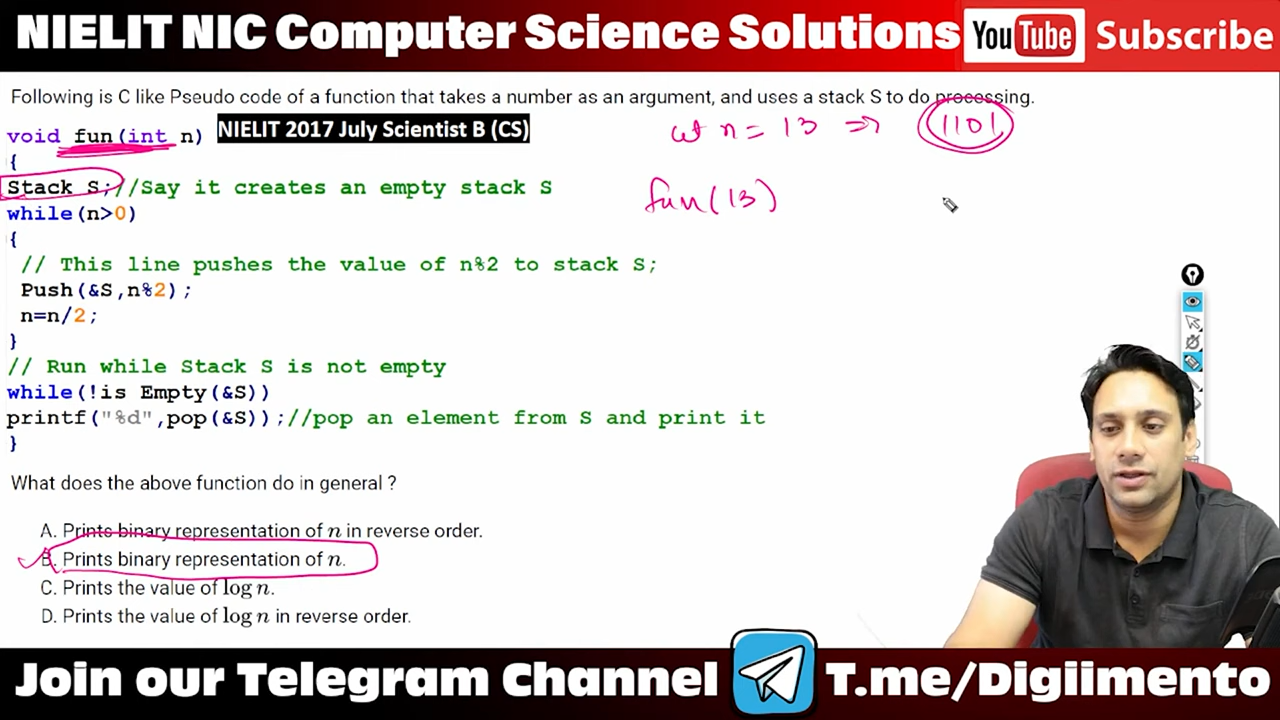 NIELIT NIC Computer Science Solutions YouTube Subscribe
Following is C like Pseudo code of a function that takes a number as an argument, and uses a stack S to do processing.
void fun(int n) NIELIT 2017 July Scientist B (CS) let n = 13 ⇒ 1101
{
Stack S;//Say it creates an empty stack S
fun(13)
while(n>0)
{
// This line pushes the value of n%2 to stack S;
Push(&S,n%2);
n=n/2;
}
// Run while Stack S is not empty
while(!is Empty(&S))
printf("%d",pop(&S));//pop an element from S and print it
}
What does the above function do in general ?
A. Prints binary representation of n in reverse order.
B. Prints binary representation of n.
C. Prints the value of log n.
D. Prints the value of log n in reverse order.
Join our Telegram Channel T.me/Digiimento